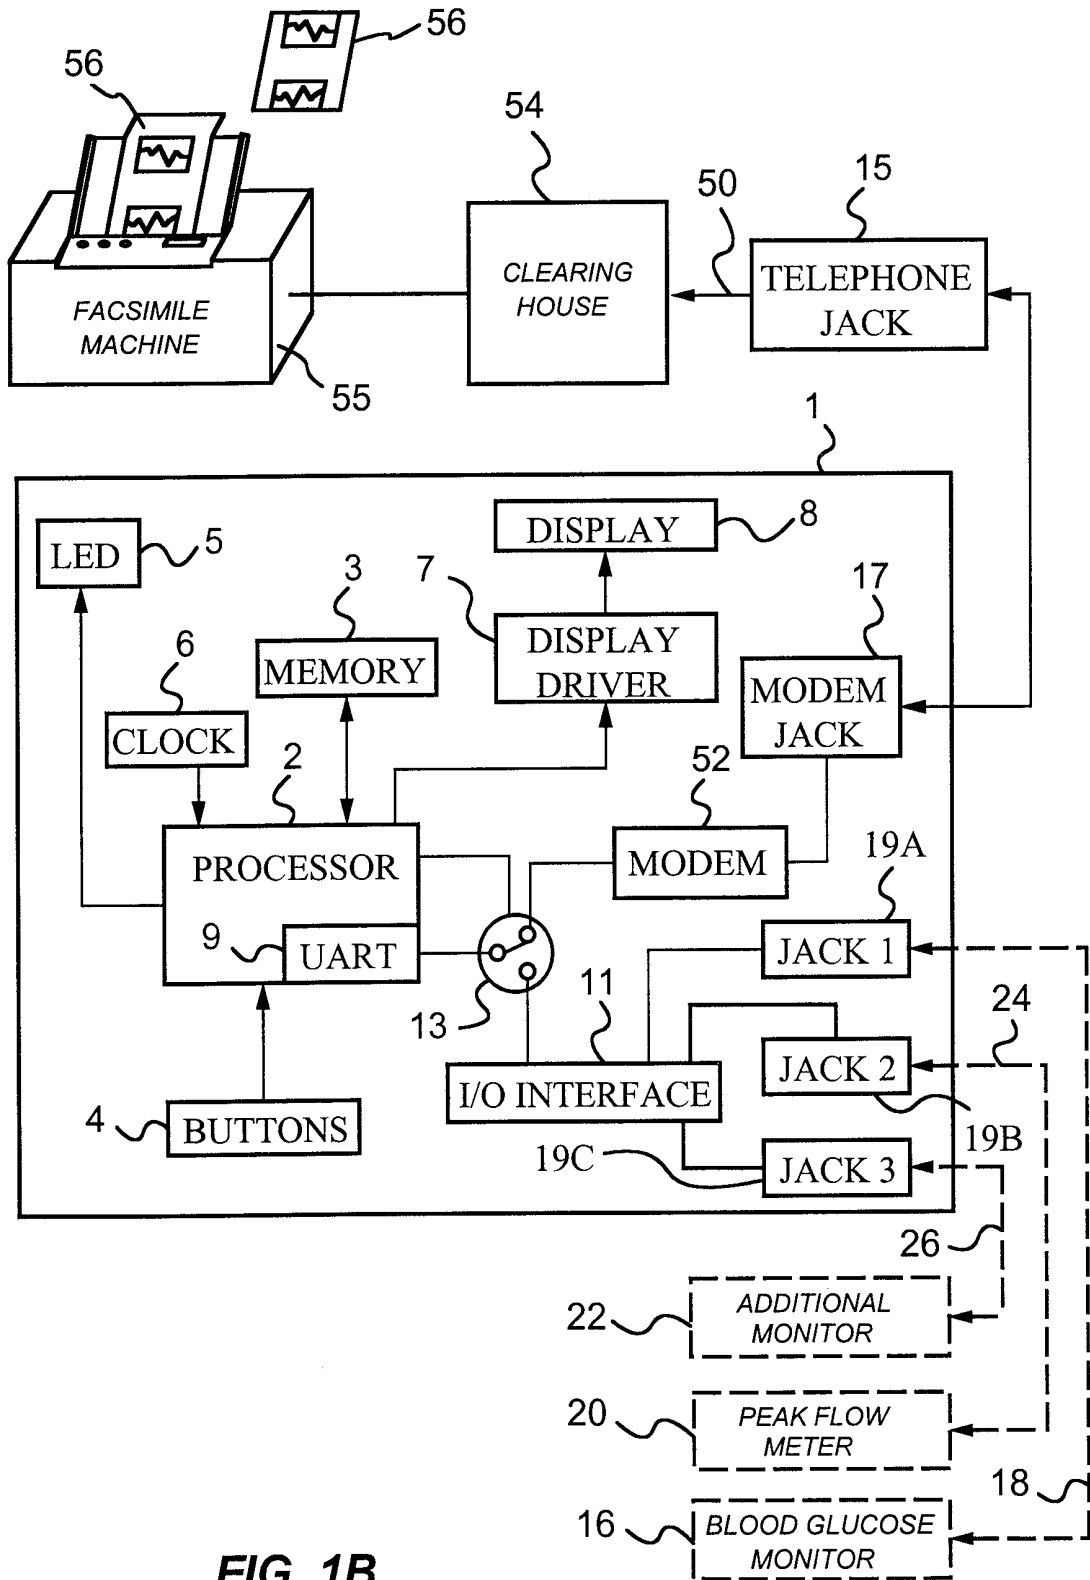 56
56
54
50
15
CLEARING
HOUSE
TELEPHONE
JACK
FACSIMILE
MACHINE
55
1
LED
5
DISPLAY
8
7
3
DISPLAY
DRIVER
17
6
MEMORY
MODEM
JACK
CLOCK
2
52
PROCESSOR
MODEM
19A
9
UART
JACK 1
13
11
24
JACK 2
I/O INTERFACE
4
BUTTONS
19B
19C
JACK 3
26
22
ADDITIONAL
MONITOR
20
PEAK FLOW
METER
18
16
BLOOD GLUCOSE
MONITOR
FIG. 1B